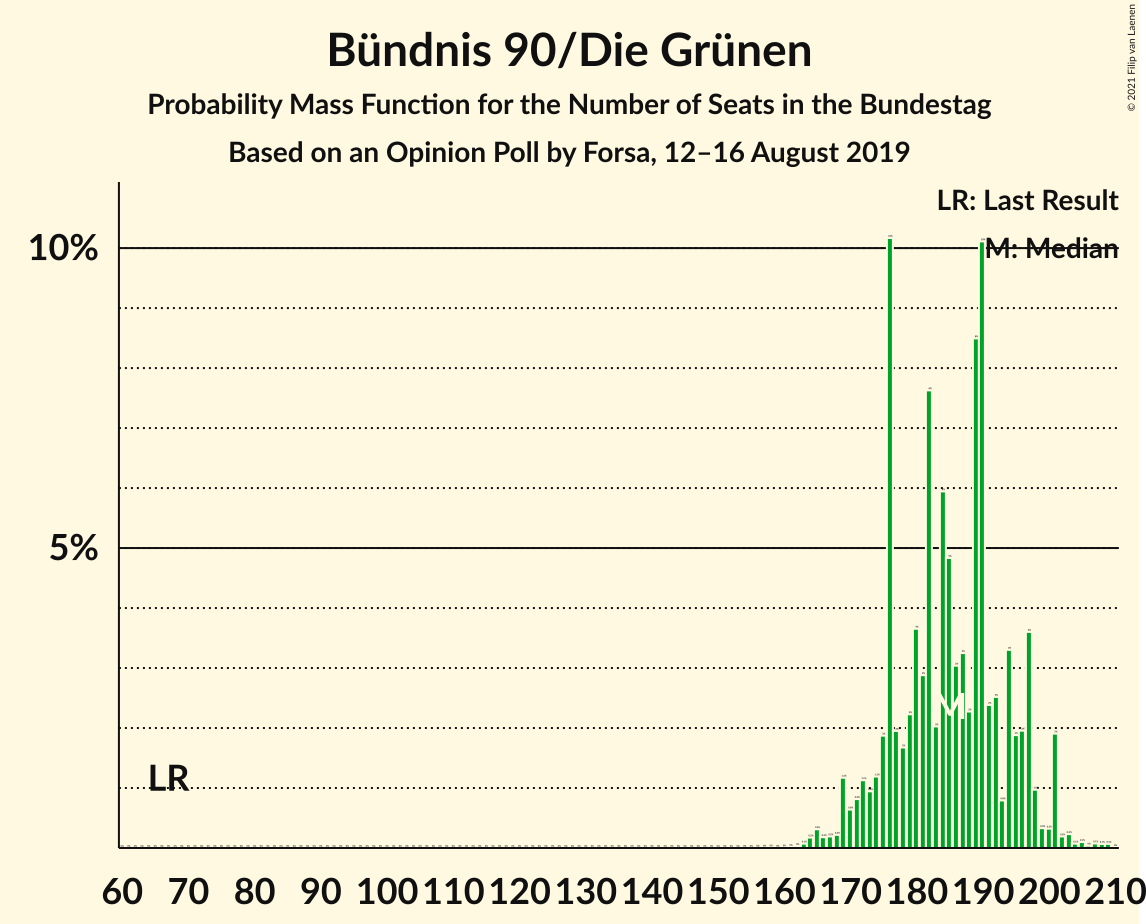 Bündnis 90/Die Grünen
Probability Mass Function for the Number of Seats in the Bundestag
Based on an Opinion Poll by Forsa, 12–16 August 2019
© 2021 Filip van Laenen
LR: Last Result
M: Median
10%
5%
M
LR
60 70 80 90 100 110 120 130 140 150 160 170 180 190 200 210